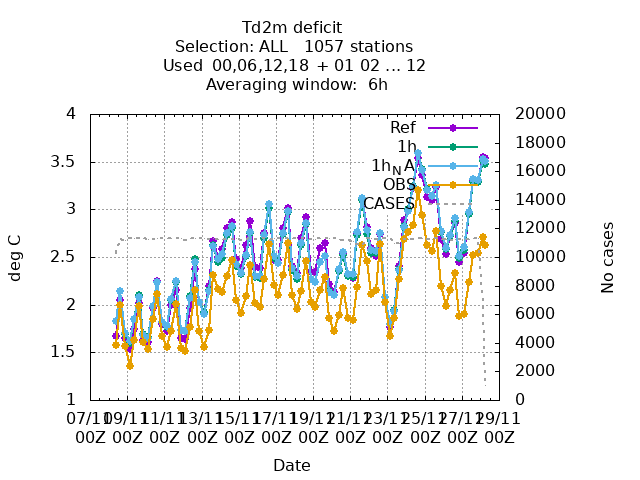 Td2m deficit
Selection: ALL   1057 stations
Used  00,06,12,18 + 01 02 ... 12
Averaging window:  6h
4
3.5
3
2.5
2
1.5
1
deg C
20000
18000
16000
14000
12000
10000
8000
6000
4000
2000
0
No cases
Ref
1h
1h_NA
OBS
CASES
07/11 09/11 11/11 13/11 15/11 17/11 19/11 21/11 23/11 25/11 27/11 29/11
00Z 00Z 00Z 00Z 00Z 00Z 00Z 00Z 00Z 00Z 00Z 00Z
Date